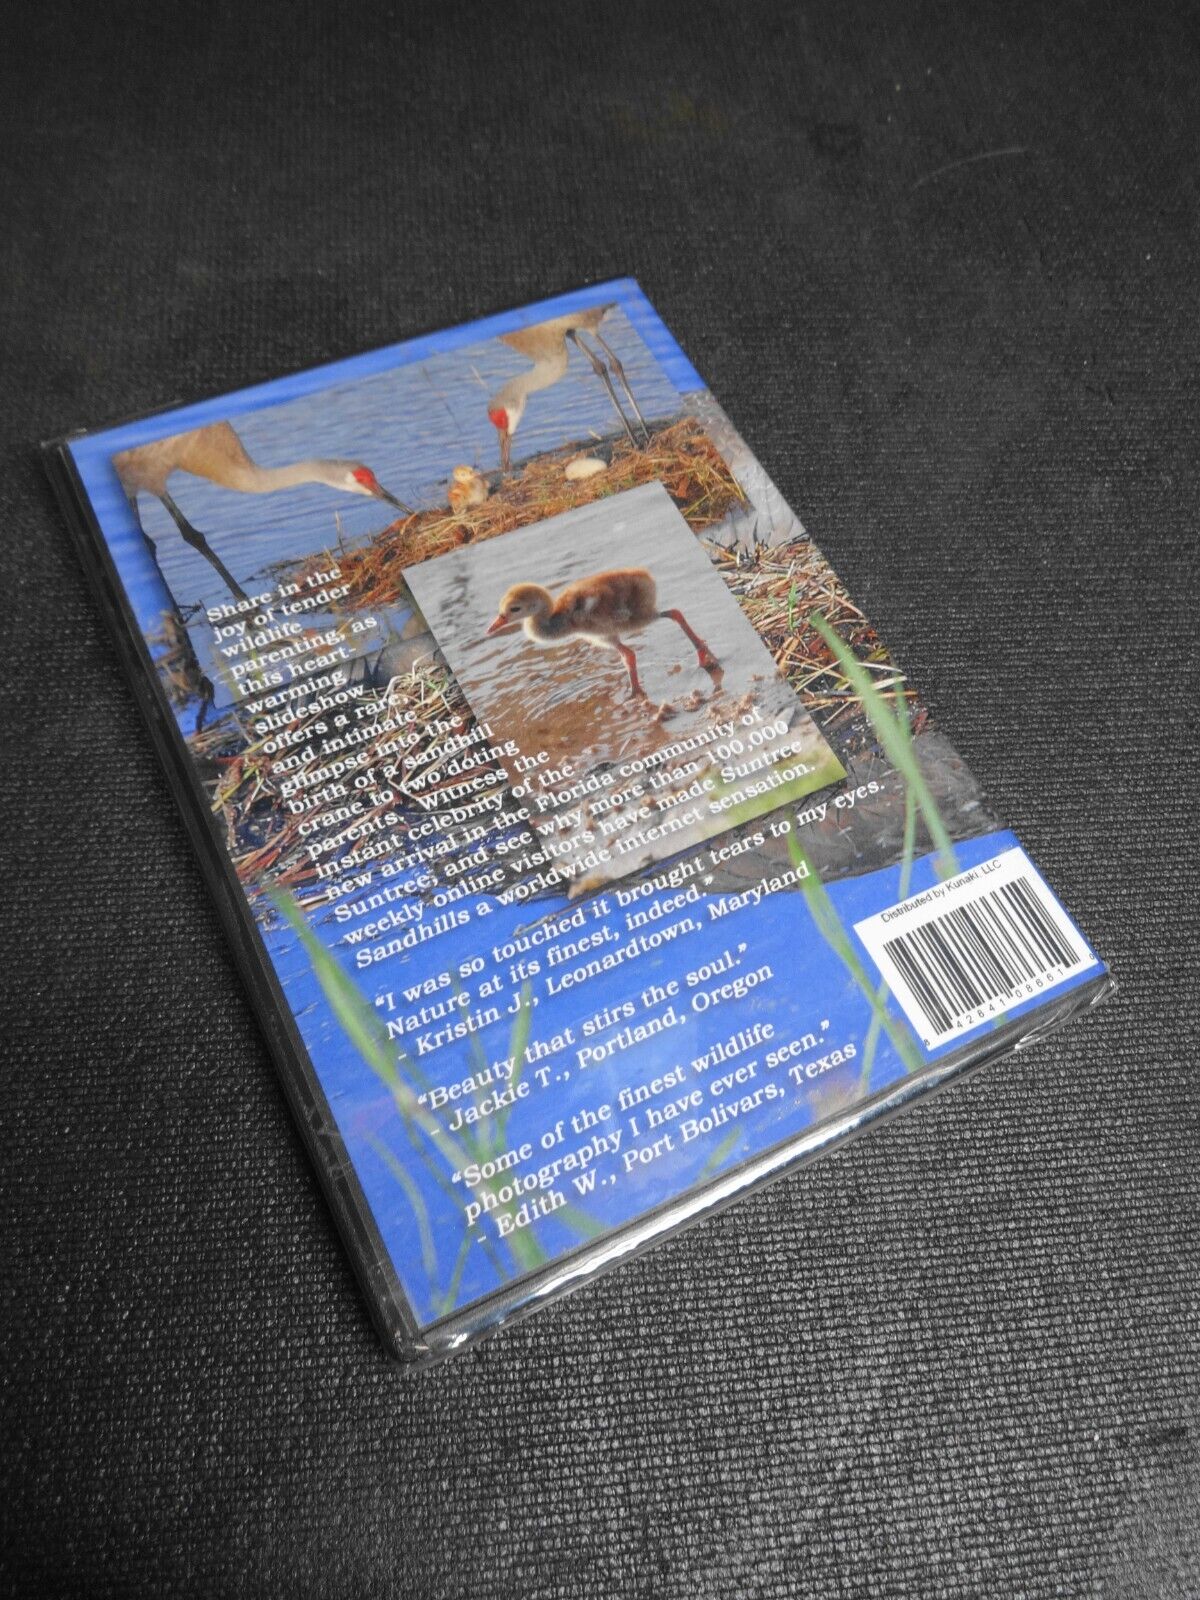 Share in the
joy of tender
wildlife
parenting, as
this heart-
warming
slideshow
offers a rare,
and intimate
glimpse into the
birth of a sandhill
crane to two doting
parents. Witness the
instant celebrity of the
new arrival in the Florida community of
Suntree, and see why more than 100,000
weekly online visitors have made Suntree
Sandhills a worldwide internet sensation.
"I was so touched it brought tears to my eyes.
Nature at its finest, indeed."
- Kristin J., Leonardtown, Maryland
"Beauty that stirs the soul."
- Jackie T., Portland, Oregon
"Some of the finest wildlife
photography I have ever seen."
- Edith W., Port Bolivars, Texas
Distributed by Kunaki, LLC
8 42841 08661 0